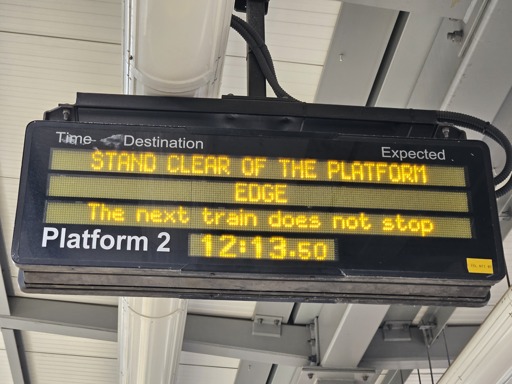 Time Destination Expected
STAND CLEAR OF THE PLATFORM
EDGE
The next train does not stop
Platform 2 12:13.50